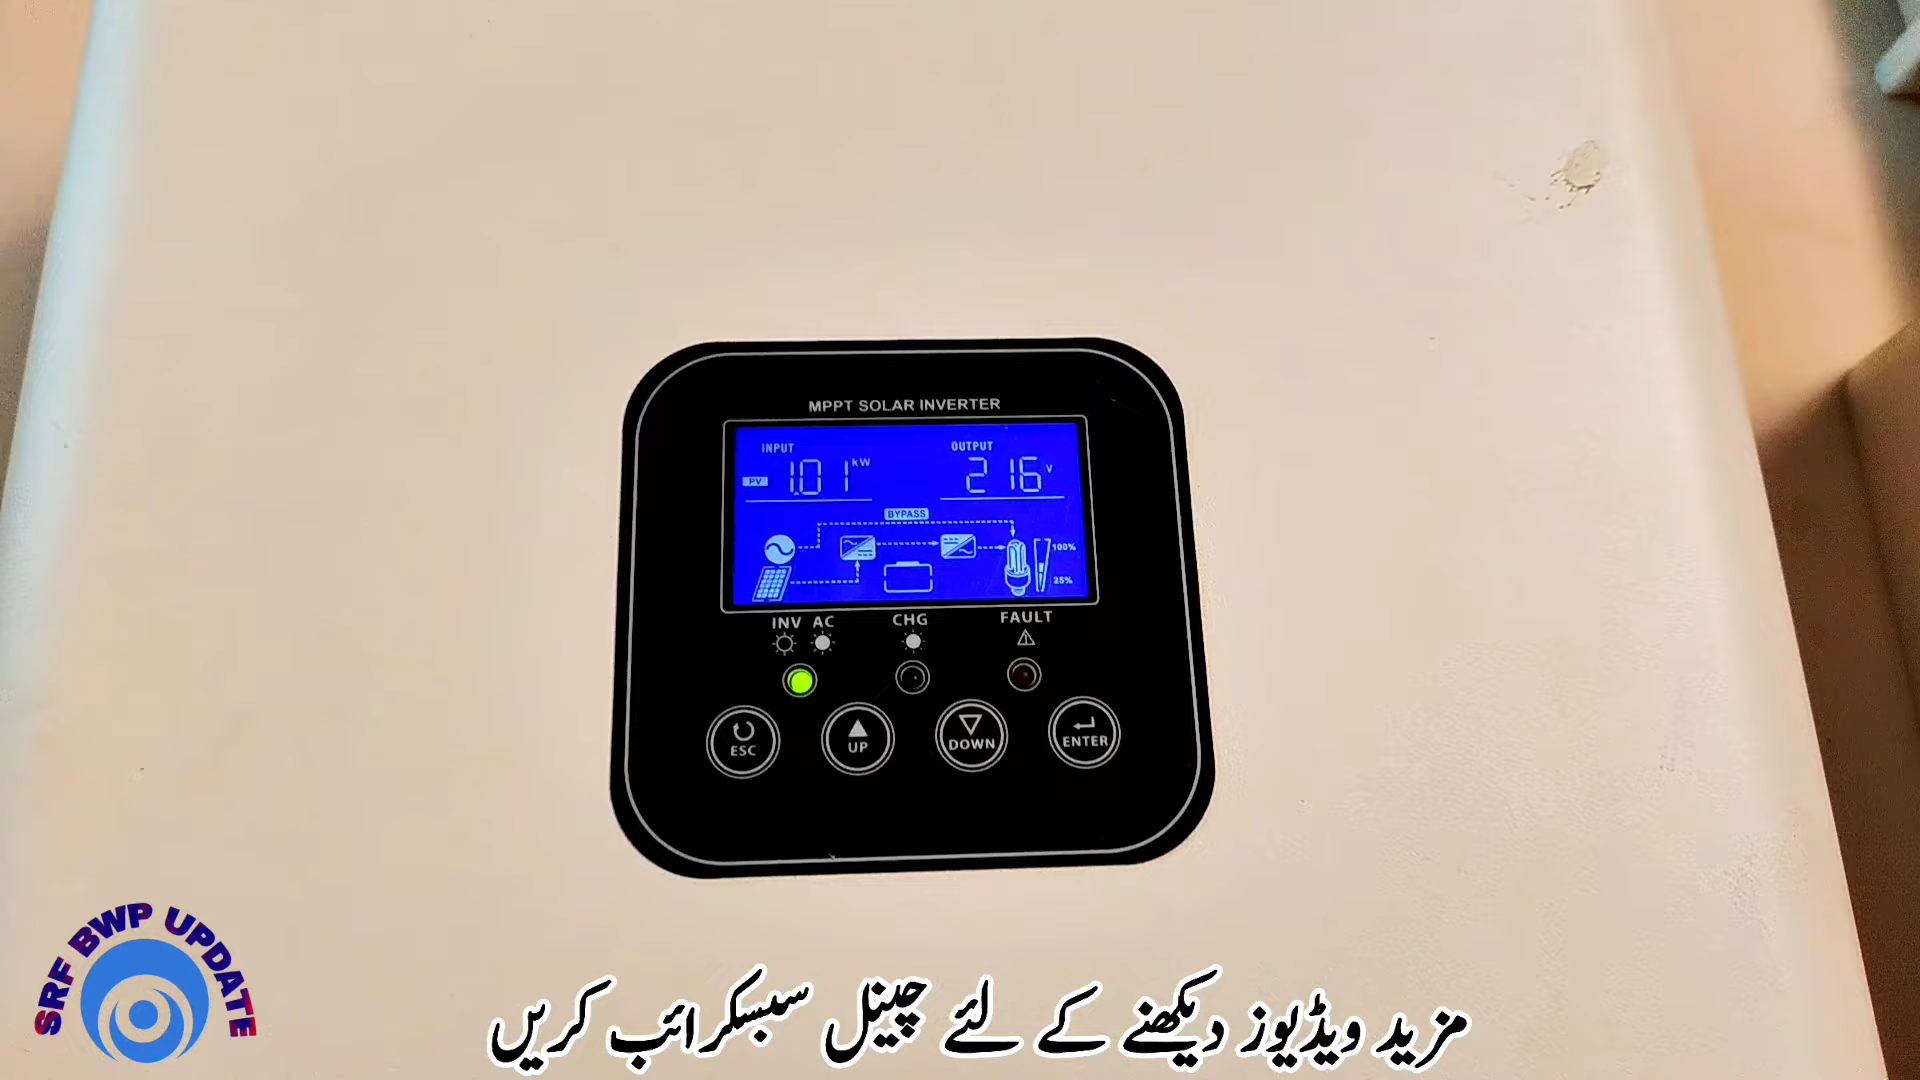 MPPT SOLAR INVERTER
INPUT OUTPUT
PV 1.01 kW 216 V
BYPASS
100%
25%
INV AC CHG FAULT
ESC UP DOWN ENTER
SRF BWP UPDATE
مزید ویڈیوز دیکھنے کے لئے چینل سبسکرائب کریں